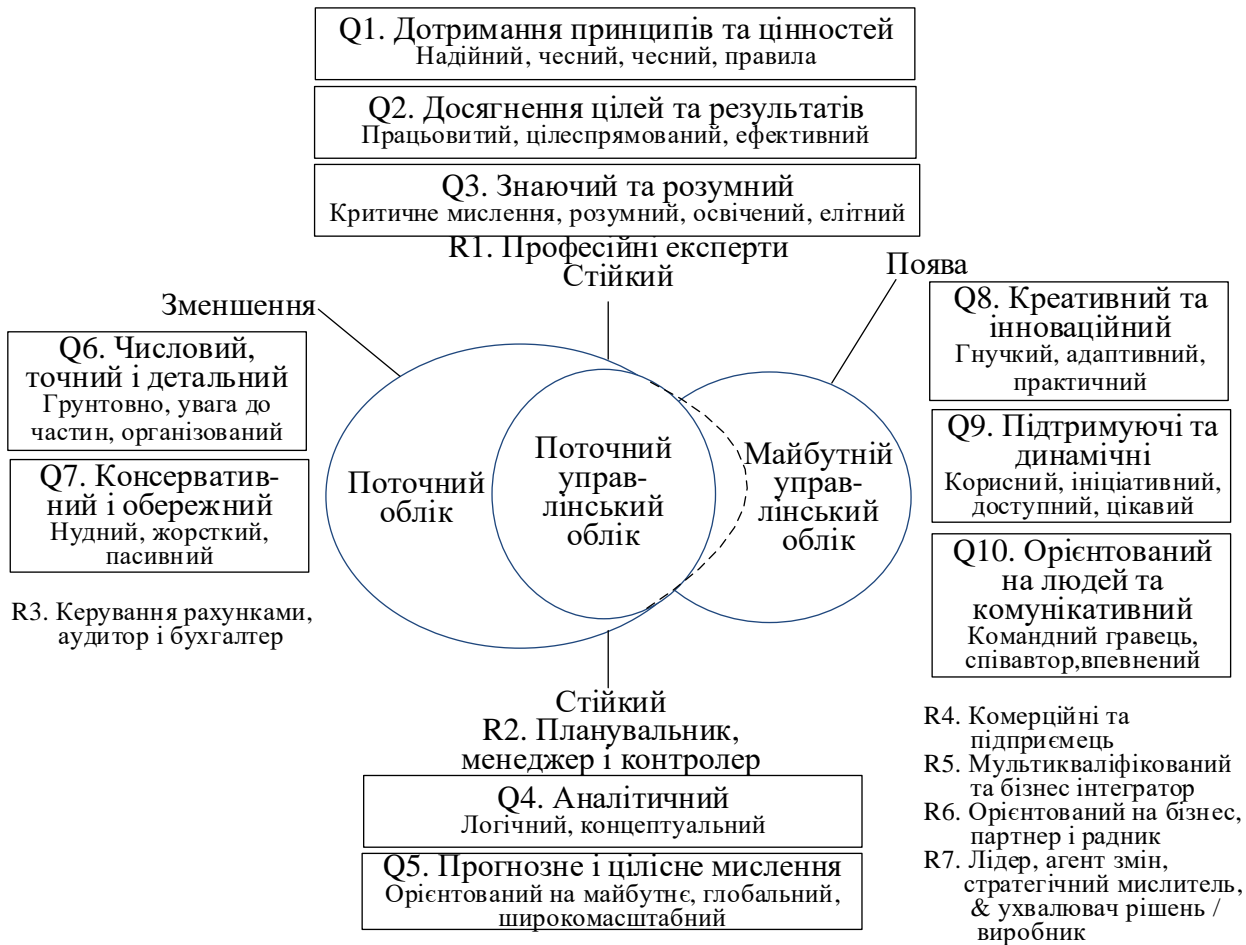 Q1. Дотримання принципів та цінностей
Надійний, чесний, чесний, правила
Q2. Досягнення цілей та результатів
Працьовитий, цілеспрямований, ефективний
Q3. Знаючий та розумний
Критичне мислення, розумний, освічений, елітний
R1. Професійні експерти
Стійкий
Поява
Зменшення
Q6. Числовий,
точний і детальний
Грунтовно, увага до
частин, організований
Q7. Консерватив-
ний і обережний
Нудний, жорсткий,
пасивний
R3. Керування рахунками,
аудитор і бухгалтер
Поточний
облік
Поточний
управ-
лінський
облік
Майбутній
управ-
лінський
облік
Q8. Креативний та
інноваційний
Гнучкий, адаптивний,
практичний
Q9. Підтримуючі та
динамічні
Корисний, ініціативний,
доступний, цікавий
Q10. Орієнтований
на людей та
комунікативний
Командний гравець,
співавтор,впевнений
Стійкий
R2. Планувальник,
менеджер і контролер
Q4. Аналітичний
Логічний, концептуальний
Q5. Прогнозне і цілісне мислення
Орієнтований на майбутнє, глобальний,
широкомасштабний
R4. Комерційні та
підприємець
R5. Мультикваліфікований
та бізнес інтегратор
R6. Орієнтований на бізнес,
партнер і радник
R7. Лідер, агент змін,
стратегічний мислитель,
& ухвалювач рішень /
виробник